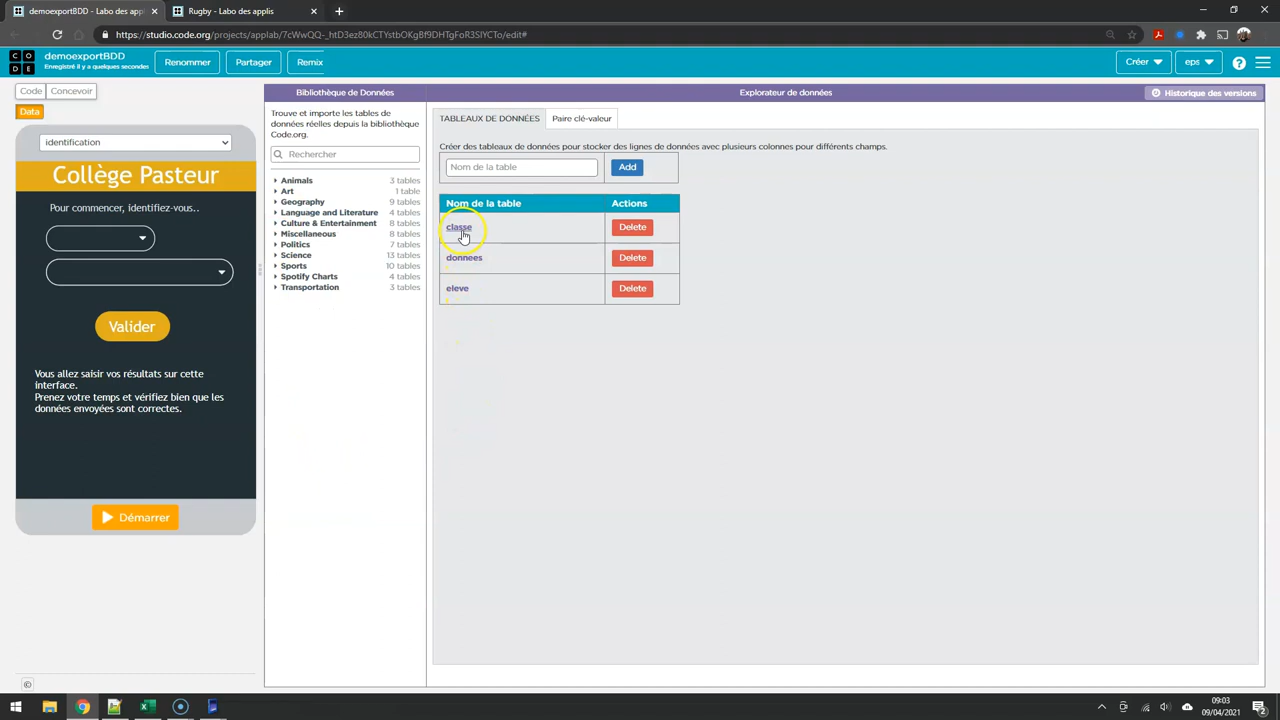 demoexportBDD - Labo des applis
Rugby - Labo des applis
https://studio.code.org/projects/applab/7cWwQQ_-htD3ez80kCTYstbOKgBf9DHTgFoR3SIYCTo/edit#
CODE
demoexportBDD
Enregistré il y a quelques secondes
Renommer
Partager
Remix
Créer
eps
Code
Concevoir
Data
Bibliothèque de Données
Explorateur de données
Historique des versions
identification
Collège Pasteur
Pour commencer, identifiez-vous..
Valider
Vous allez saisir vos résultats sur cette
interface.
Prenez votre temps et vérifiez bien que les
données envoyées sont correctes.
Démarrer
Trouve et importe les tables de
données réelles depuis la bibliothèque
Code.org.
Rechercher
Animals 3 tables
Art 1 table
Geography 9 tables
Language and Literature 4 tables
Culture & Entertainment 8 tables
Miscellaneous 8 tables
Politics 7 tables
Science 13 tables
Sports 10 tables
Spotify Charts 4 tables
Transportation 3 tables
TABLEAUX DE DONNÉES
Paire clé-valeur
Créer des tableaux de données pour stocker des lignes de données avec plusieurs colonnes pour différents champs.
Nom de la table
Add
Nom de la table Actions
classe Delete
donnees Delete
eleve Delete
09:03
09/04/2021